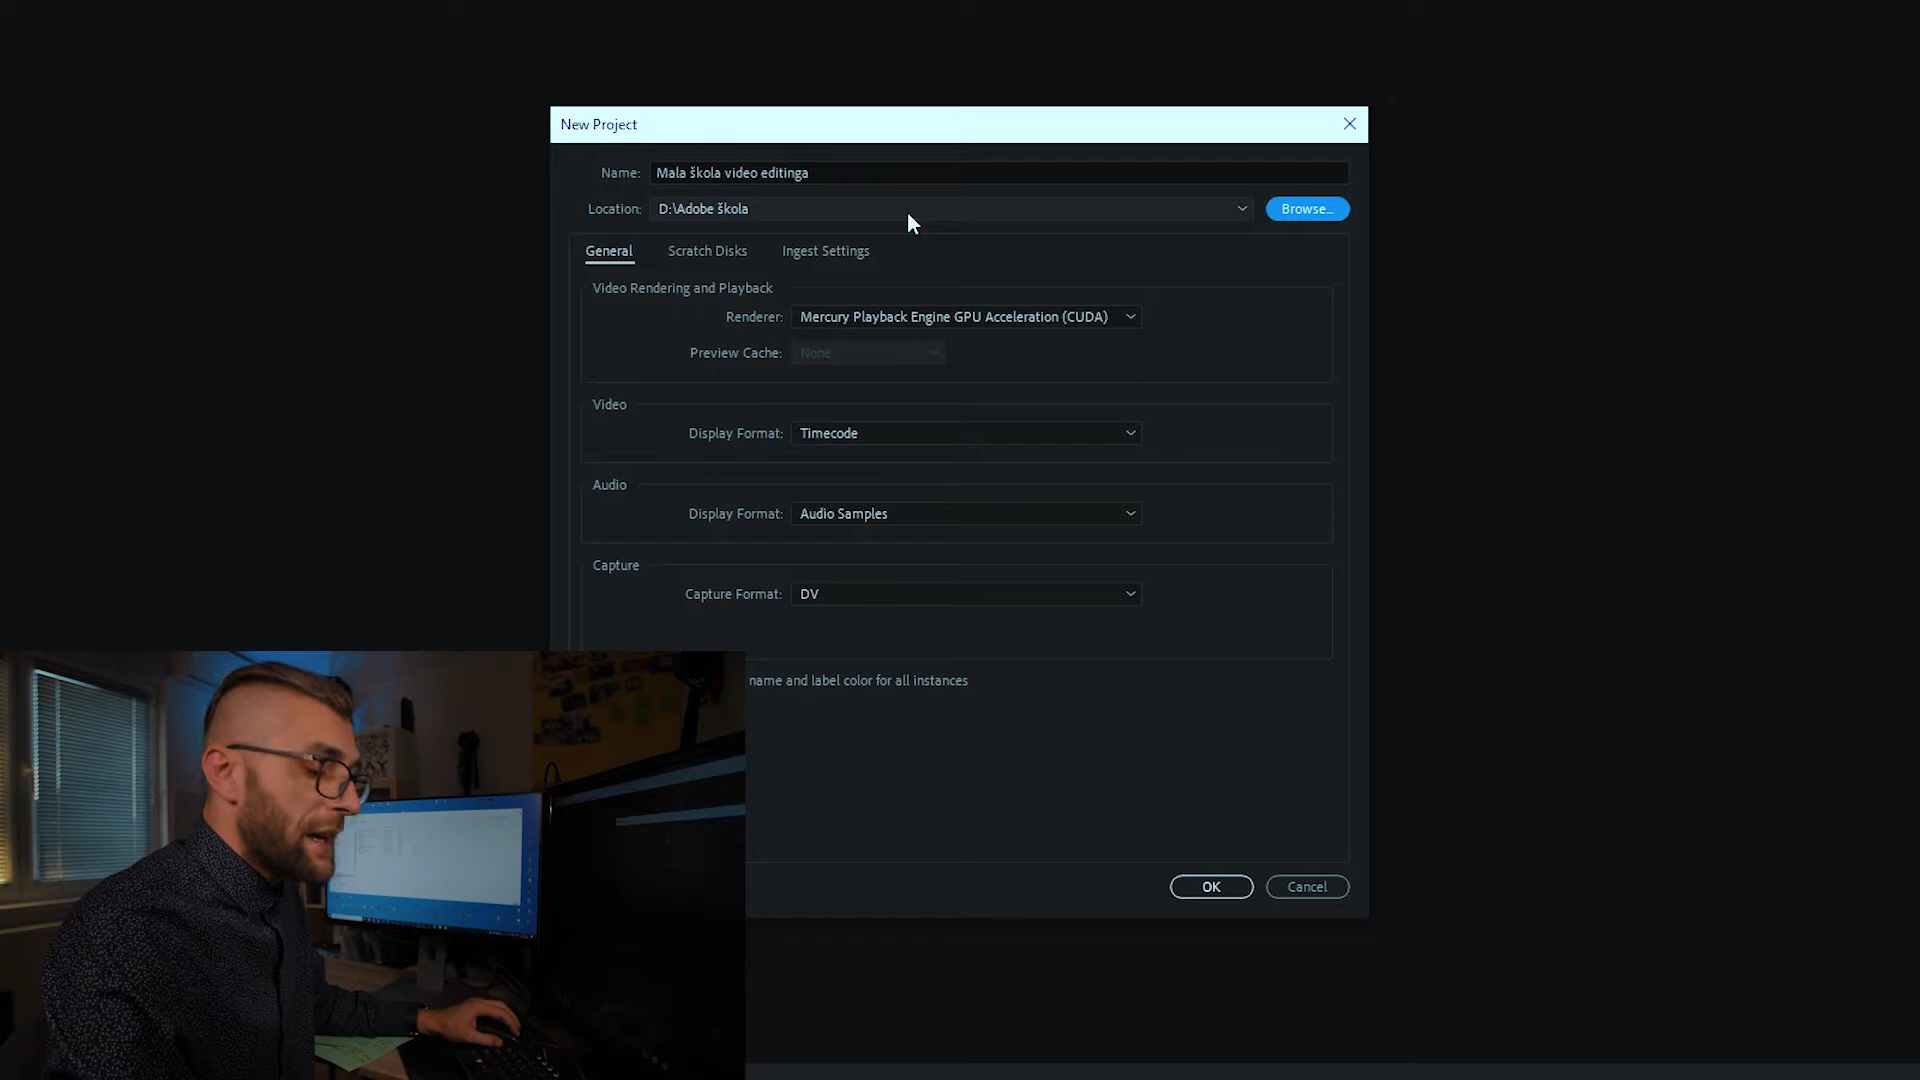 New Project
Name: Mala škola video editinga
Location: D:\Adobe škola Browse...
General Scratch Disks Ingest Settings
Video Rendering and Playback
Renderer: Mercury Playback Engine GPU Acceleration (CUDA)
Preview Cache: None
Video
Display Format: Timecode
Audio
Display Format: Audio Samples
Capture
Capture Format: DV
name and label color for all instances
OK Cancel